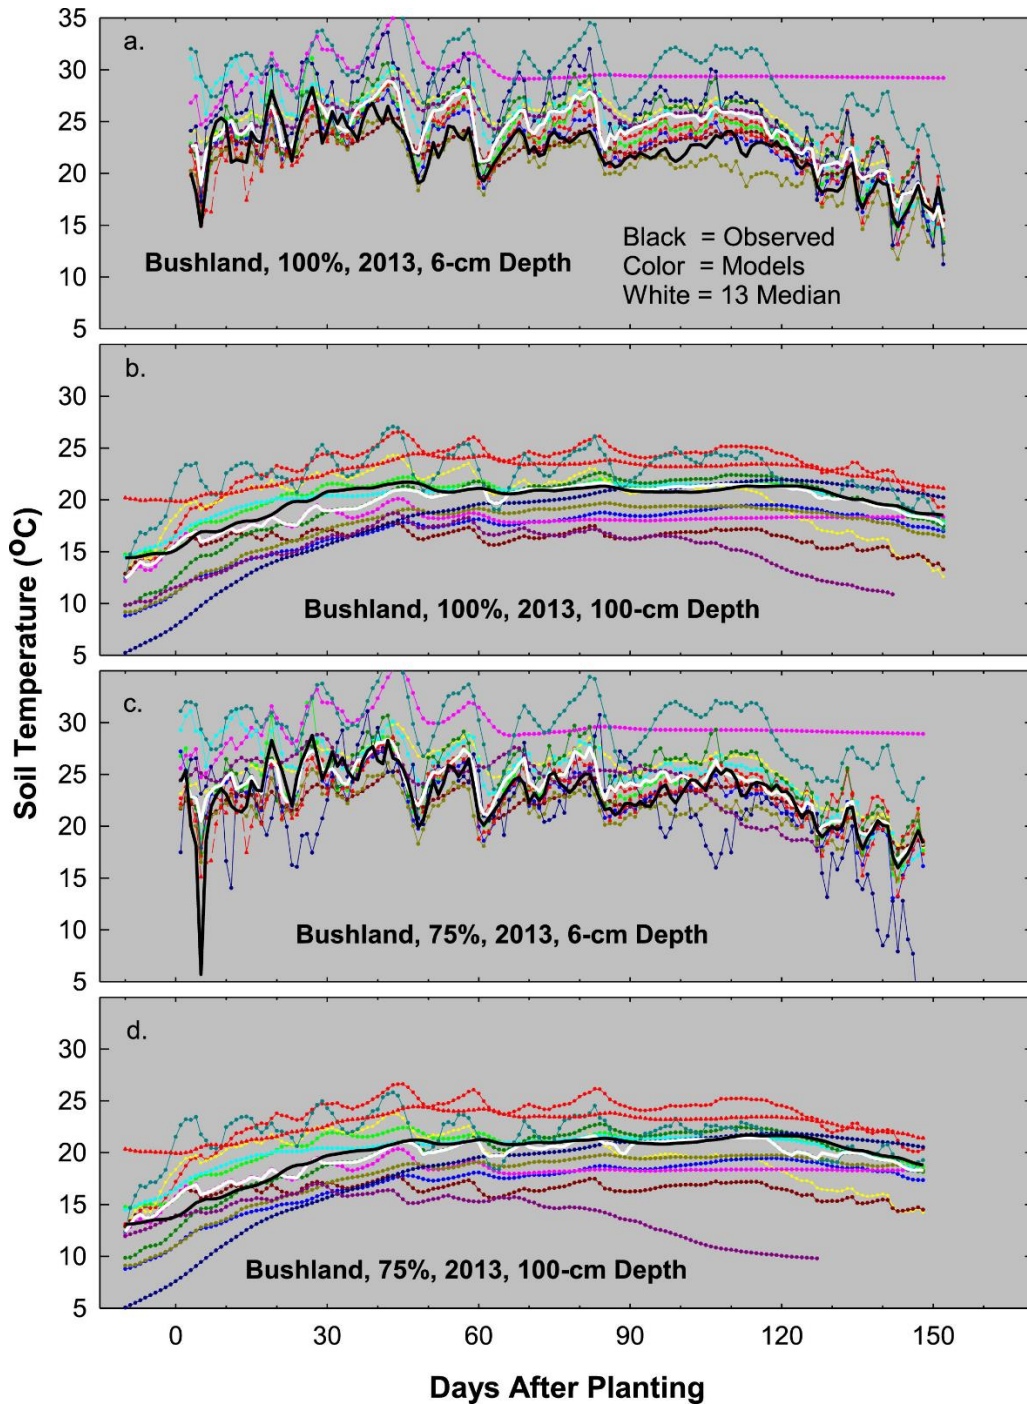 35
a.
30
25
20
15
10
5
Bushland, 100%, 2013, 6-cm Depth
Black = Observed
Color = Models
White = 13 Median
b.
30
25
20
15
10
5
Bushland, 100%, 2013, 100-cm Depth
c.
30
25
20
15
10
5
Bushland, 75%, 2013, 6-cm Depth
d.
30
25
20
15
10
5
Bushland, 75%, 2013, 100-cm Depth
Soil Temperature (°C)
0 30 60 90 120 150
Days After Planting